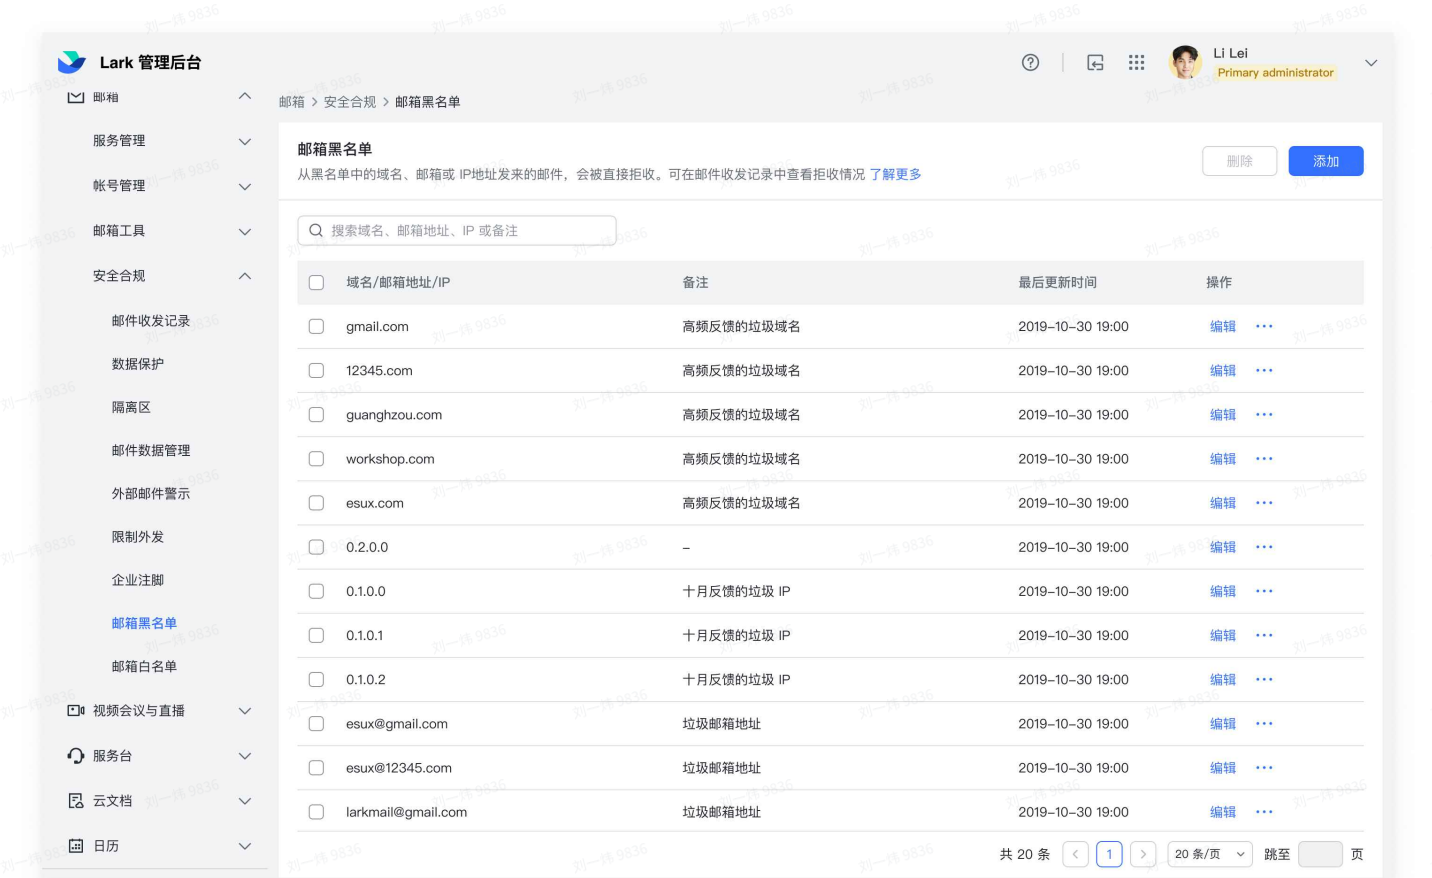 Lark 管理后台
Li Lei
Primary administrator
邮箱
服务管理
帐号管理
邮箱工具
安全合规
邮件收发记录
数据保护
隔离区
邮件数据管理
外部邮件警示
限制外发
企业注脚
邮箱黑名单
邮箱白名单
视频会议与直播
服务台
云文档
日历
邮箱 > 安全合规 > 邮箱黑名单
邮箱黑名单
从黑名单中的域名、邮箱或 IP地址发来的邮件，会被直接拒收。可在邮件收发记录中查看拒收情况 了解更多
删除 添加
搜索域名、邮箱地址、IP 或备注
域名/邮箱地址/IP 备注 最后更新时间 操作
gmail.com 高频反馈的垃圾域名 2019-10-30 19:00 编辑 ···
12345.com 高频反馈的垃圾域名 2019-10-30 19:00 编辑 ···
guanghzou.com 高频反馈的垃圾域名 2019-10-30 19:00 编辑 ···
workshop.com 高频反馈的垃圾域名 2019-10-30 19:00 编辑 ···
esux.com 高频反馈的垃圾域名 2019-10-30 19:00 编辑 ···
0.2.0.0 – 2019-10-30 19:00 编辑 ···
0.1.0.0 十月反馈的垃圾 IP 2019-10-30 19:00 编辑 ···
0.1.0.1 十月反馈的垃圾 IP 2019-10-30 19:00 编辑 ···
0.1.0.2 十月反馈的垃圾 IP 2019-10-30 19:00 编辑 ···
esux@gmail.com 垃圾邮箱地址 2019-10-30 19:00 编辑 ···
esux@12345.com 垃圾邮箱地址 2019-10-30 19:00 编辑 ···
larkmail@gmail.com 垃圾邮箱地址 2019-10-30 19:00 编辑 ···
共 20 条 < 1 > 20 条/页 跳至 页
刘一炜 9836